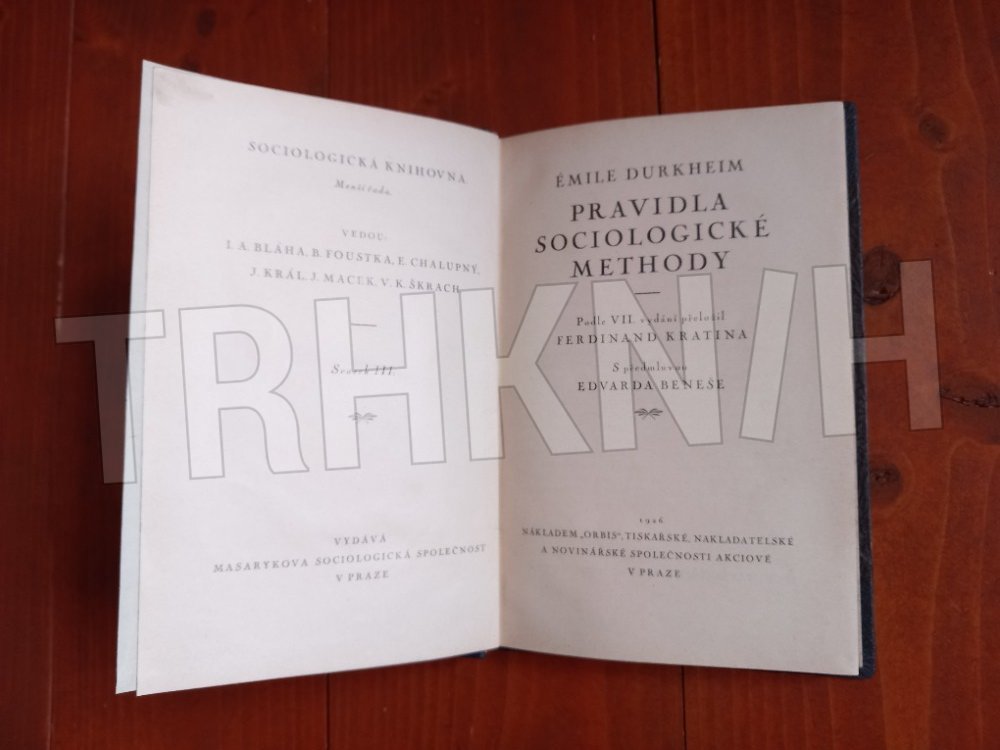 SOCIOLOGICKÁ KNIHOVNA.
Menší řada.
VEDOU:
I. A. BLÁHA, B. FOUSTKA, E. CHALUPNÝ,
J. KRÁL, J. MACEK, V. K. ŠKRACH.
Svazek III.
VYDÁVÁ
MASARYKOVA SOCIOLOGICKÁ SPOLEČNOST
V PRAZE
ÉMILE DURKHEIM
PRAVIDLA
SOCIOLOGICKÉ
METHODY
Podle VII. vydání přeložil
FERDINAND KRATINA
S předmluvou
EDVARDA BENEŠE
1926
NÁKLADEM „ORBIS“, TISKAŘSKÉ, NAKLADATELSKÉ
A NOVINÁŘSKÉ SPOLEČNOSTI AKCIOVÉ
V PRAZE
TRHKNIH